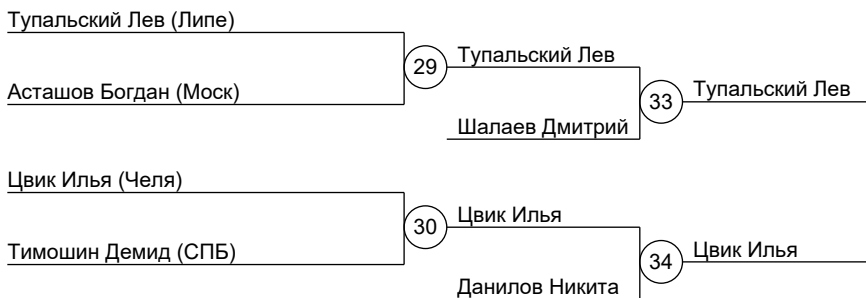 Тупальский Лев (Липе)
29
Тупальский Лев
Асташов Богдан (Моск)
33
Тупальский Лев
Шалаев Дмитрий
Цвик Илья (Челя)
30
Цвик Илья
Тимошин Демид (СПБ)
34
Цвик Илья
Данилов Никита